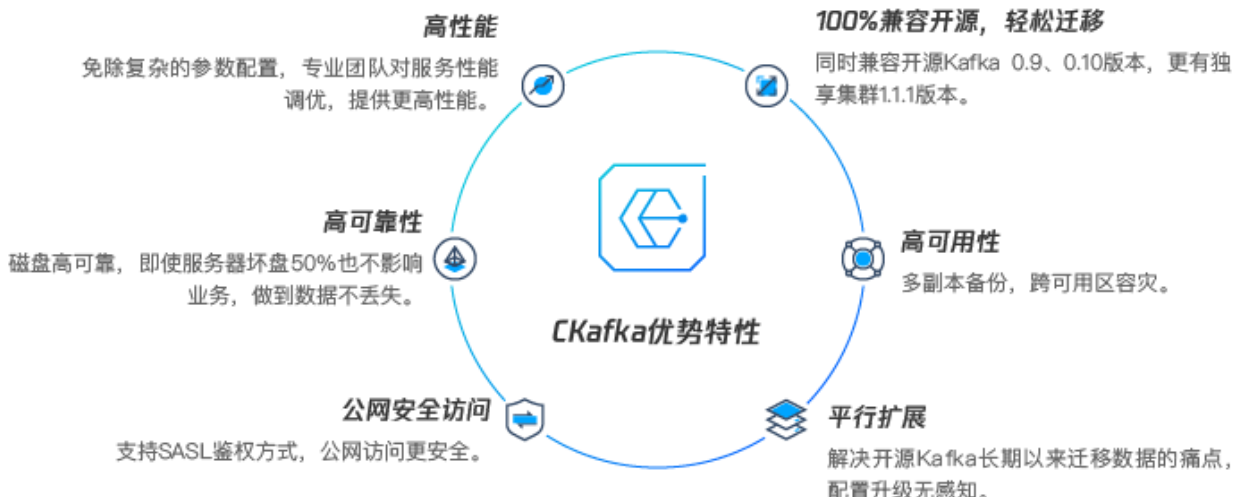 高性能
免除复杂的参数配置，专业团队对服务性能
调优，提供更高性能。
100%兼容开源，轻松迁移
同时兼容开源Kafka 0.9、0.10版本，更有独
享集群1.1.1版本。
高可靠性
磁盘高可靠，即使服务器坏盘50%也不影响
业务，做到数据不丢失。
高可用性
多副本备份，跨可用区容灾。
CKafka优势特性
公网安全访问
支持SASL鉴权方式，公网访问更安全。
平行扩展
解决开源Kafka长期以来迁移数据的痛点，
配置升级无感知。